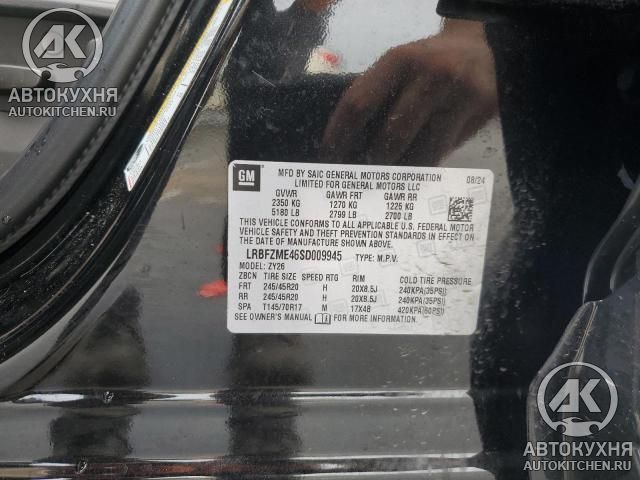 АВТОКУХНЯ
AUTOKITCHEN.RU
GM
MFD BY SAIC GENERAL MOTORS CORPORATION 08/24
LIMITED FOR GENERAL MOTORS LLC
GVWR GAWR FRT GAWR RR
2350 KG 1270 KG 1225 KG
5180 LB 2799 LB 2700 LB
THIS VEHICLE CONFORMS TO ALL APPLICABLE U.S. FEDERAL MOTOR
VEHICLE SAFETY AND THEFT PREVENTION STANDARDS IN EFFECT ON
THE DATE OF MANUFACTURE SHOWN ABOVE.
LRBFZME46SD009945 TYPE: M.P.V.
MODEL: ZY26
ZBCN TIRE SIZE SPEED RTG RIM COLD TIRE PRESSURE
FRT 245/45R20 H 20X8.5J 240KPA(35PSI)
RR 245/45R20 H 20X8.5J 240KPA(35PSI)
SPA T145/70R17 M 17X4B 420KPA(60PSI)
SEE OWNER'S MANUAL FOR MORE INFORMATION.
АК
АВТОКУХНЯ
AUTOKITCHEN.RU